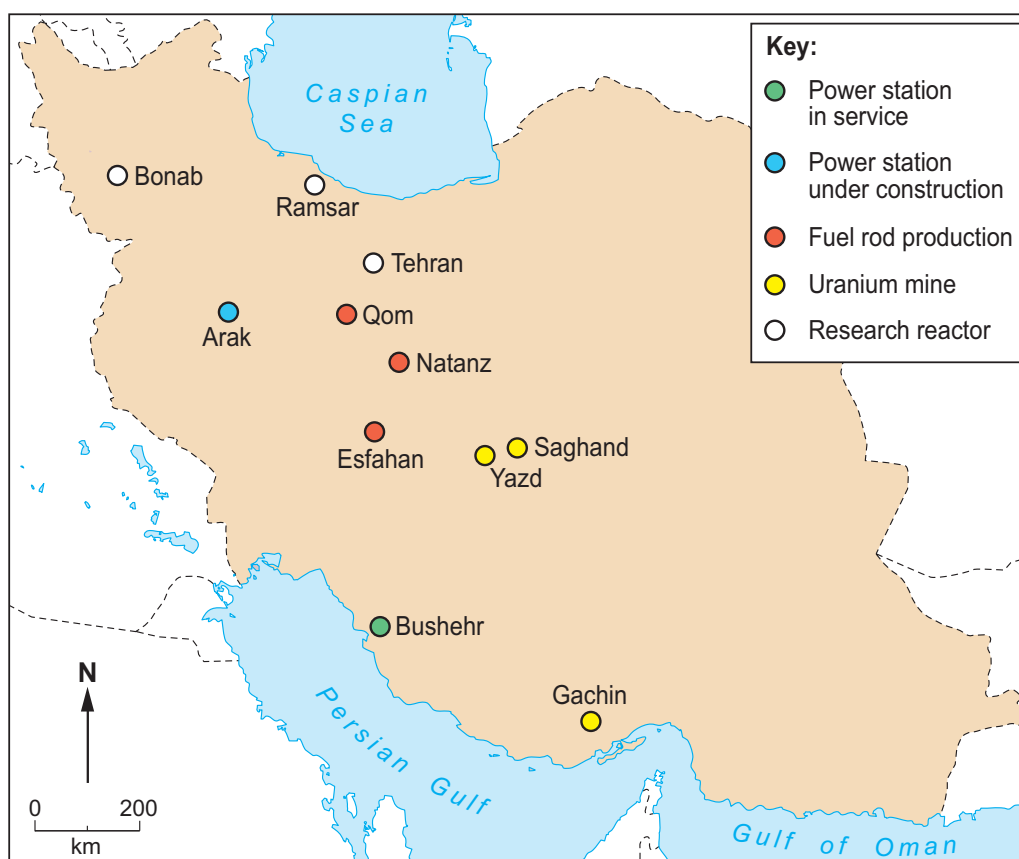 Caspian
Sea
Key:
Power station
in service
Power station
under construction
Fuel rod production
Uranium mine
Research reactor
Bonab
Ramsar
Tehran
Qom
Arak
Natanz
Esfahan
Saghand
Yazd
Bushehr
Gachin
N
Persian Gulf
0 200
km
Gulf of Oman